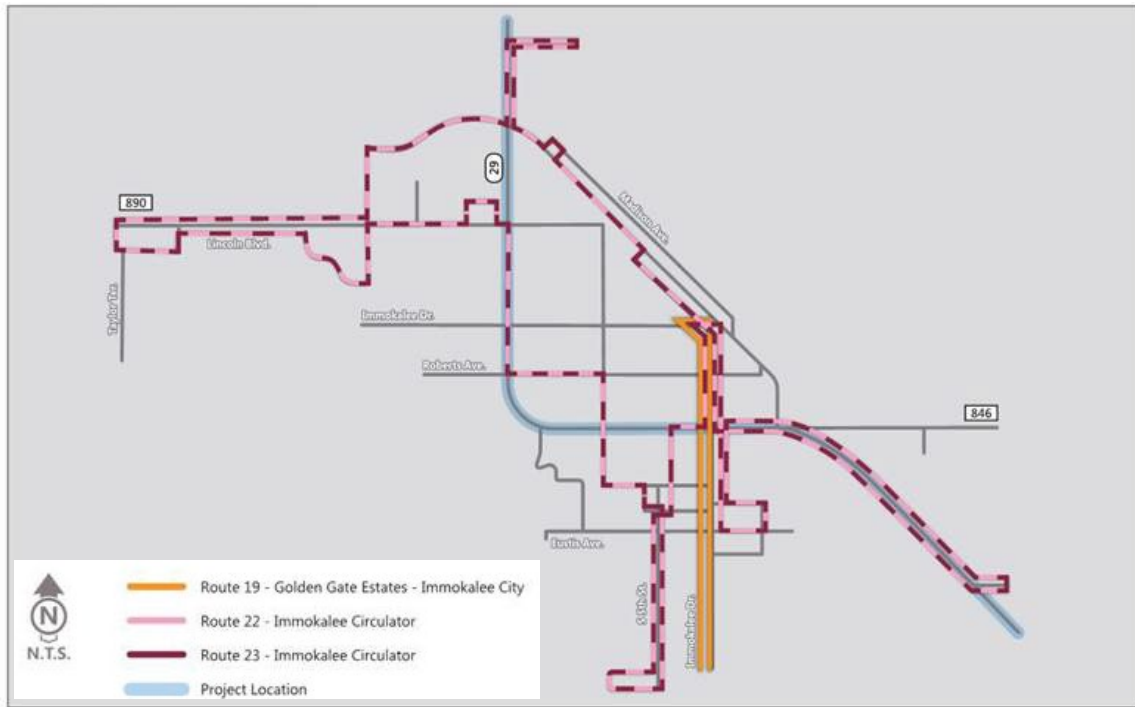 29
890
Madison Ave.
Lincoln Blvd.
Taylor Ter.
Immokalee Dr.
Roberts Ave.
846
Eustis Ave.
S 5th St.
Immokalee Dr.
N
N.T.S.
Route 19 - Golden Gate Estates - Immokalee City
Route 22 - Immokalee Circulator
Route 23 - Immokalee Circulator
Project Location